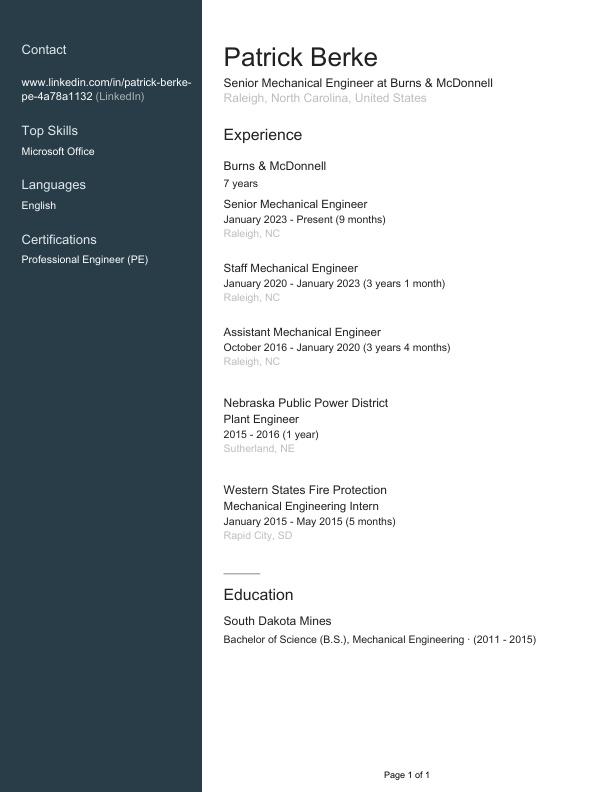 Contact
www.linkedin.com/in/patrick-berke-
pe-4a78a1132 (LinkedIn)
Top Skills
Microsoft Office
Languages
English
Certifications
Professional Engineer (PE)
Patrick Berke
Senior Mechanical Engineer at Burns & McDonnell
Raleigh, North Carolina, United States
Experience
Burns & McDonnell
7 years
Senior Mechanical Engineer
January 2023 - Present (9 months)
Raleigh, NC
Staff Mechanical Engineer
January 2020 - January 2023 (3 years 1 month)
Raleigh, NC
Assistant Mechanical Engineer
October 2016 - January 2020 (3 years 4 months)
Raleigh, NC
Nebraska Public Power District
Plant Engineer
2015 - 2016 (1 year)
Sutherland, NE
Western States Fire Protection
Mechanical Engineering Intern
January 2015 - May 2015 (5 months)
Rapid City, SD
Education
South Dakota Mines
Bachelor of Science (B.S.), Mechanical Engineering · (2011 - 2015)
Page 1 of 1